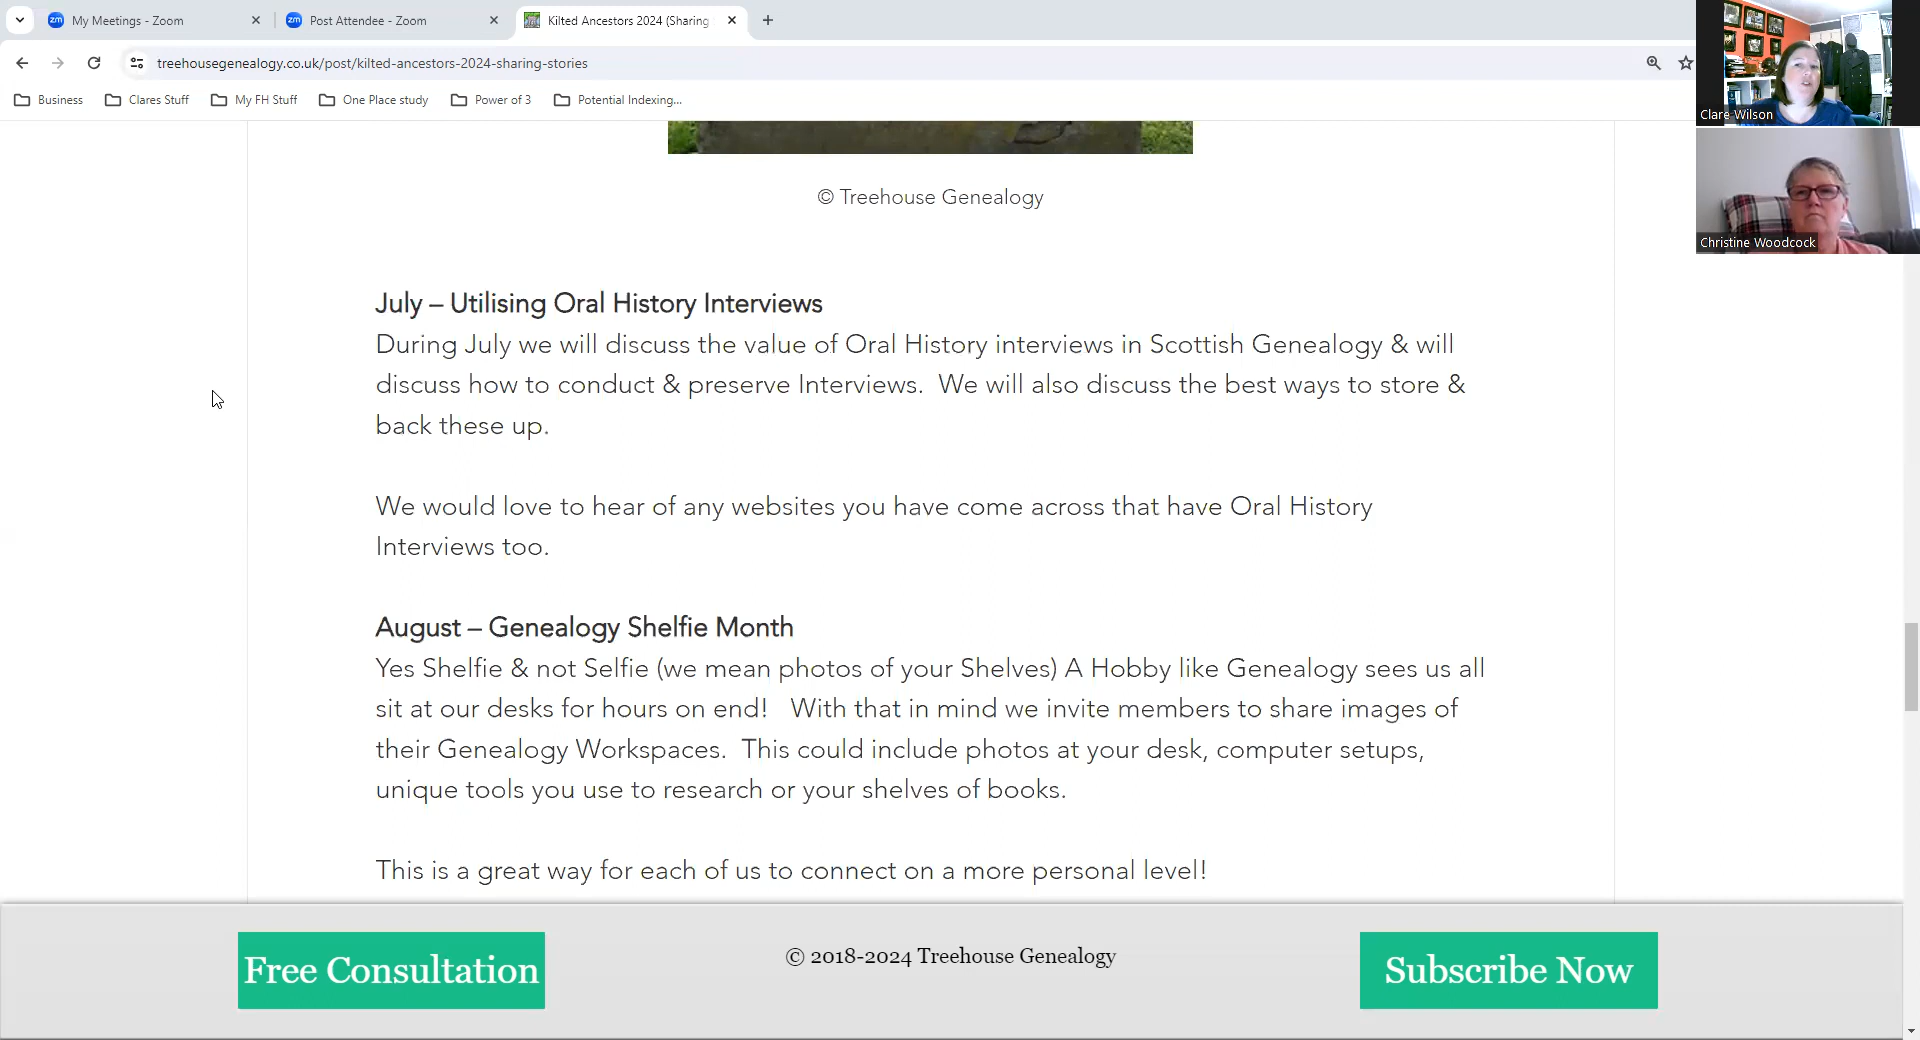 zm My Meetings - Zoom
zm Post Attendee - Zoom
Kilted Ancestors 2024 (Sharing
treehousegenealogy.co.uk/post/kilted-ancestors-2024-sharing-stories
Business
Clares Stuff
My FH Stuff
One Place study
Power of 3
Potential Indexing...
Clare Wilson
Christine Woodcock
© Treehouse Genealogy
July – Utilising Oral History Interviews
During July we will discuss the value of Oral History interviews in Scottish Genealogy & will
discuss how to conduct & preserve Interviews. We will also discuss the best ways to store &
back these up.
We would love to hear of any websites you have come across that have Oral History
Interviews too.
August – Genealogy Shelfie Month
Yes Shelfie & not Selfie (we mean photos of your Shelves) A Hobby like Genealogy sees us all
sit at our desks for hours on end! With that in mind we invite members to share images of
their Genealogy Workspaces. This could include photos at your desk, computer setups,
unique tools you use to research or your shelves of books.
This is a great way for each of us to connect on a more personal level!
Free Consultation
© 2018-2024 Treehouse Genealogy
Subscribe Now